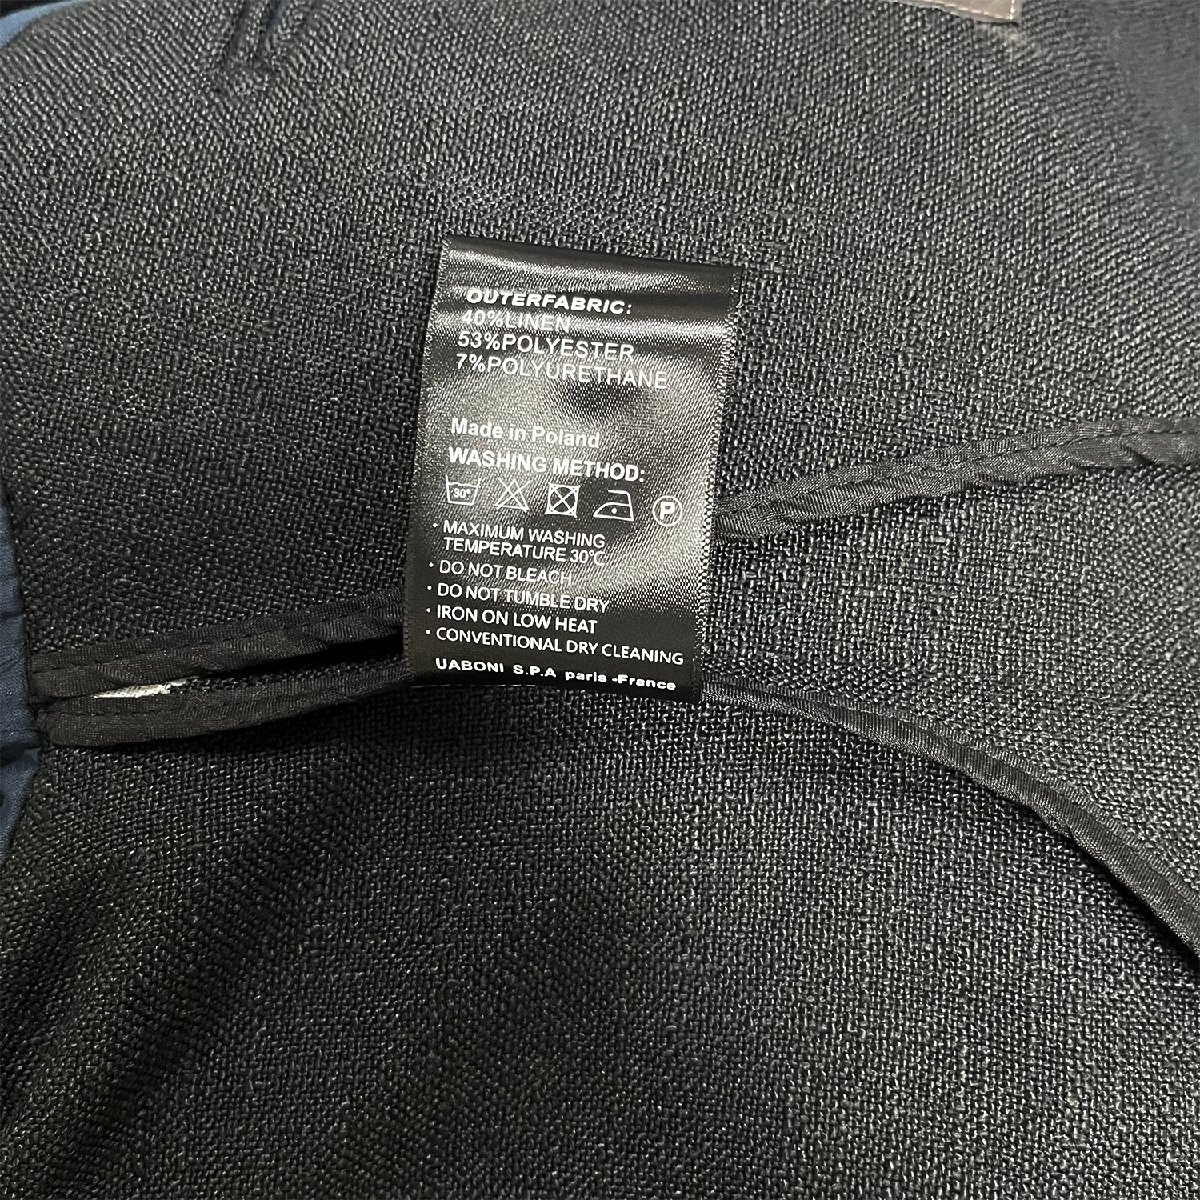 OUTERFABRIC:
40%LINEN
53%POLYESTER
7%POLYURETHANE
Made in Poland
WASHING METHOD:
30° P
· MAXIMUM WASHING
TEMPERATURE 30℃
· DO NOT BLEACH
· DO NOT TUMBLE DRY
· IRON ON LOW HEAT
· CONVENTIONAL DRY CLEANING
UABONI S.P.A paris -France